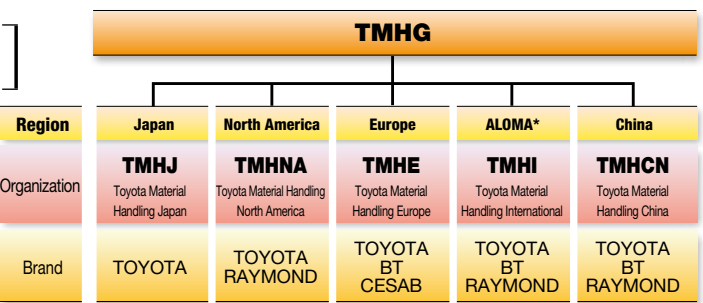 TMHG
Region Japan North America Europe ALOMA* China
Organization
TMHJ
Toyota Material
Handling Japan
TMHNA
Toyota Material Handling
North America
TMHE
Toyota Material
Handling Europe
TMHI
Toyota Material
Handling International
TMHCN
Toyota Material
Handling China
Brand
TOYOTA
TOYOTA
RAYMOND
TOYOTA
BT
CESAB
TOYOTA
BT
RAYMOND
TOYOTA
BT
RAYMOND